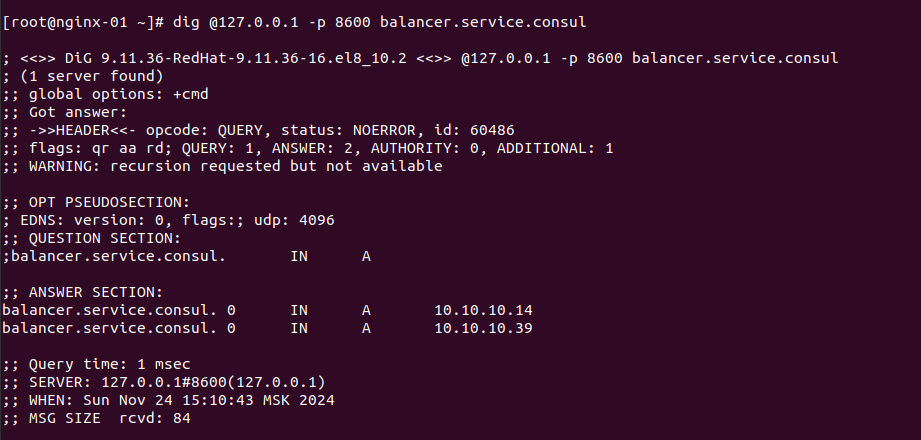 [root@nginx-01 ~]# dig @127.0.0.1 -p 8600 balancer.service.consul
; <<>> DiG 9.11.36-RedHat-9.11.36-16.el8_10.2 <<>> @127.0.0.1 -p 8600 balancer.service.consul
; (1 server found)
;; global options: +cmd
;; Got answer:
;; ->>HEADER<<- opcode: QUERY, status: NOERROR, id: 60486
;; flags: qr aa rd; QUERY: 1, ANSWER: 2, AUTHORITY: 0, ADDITIONAL: 1
;; WARNING: recursion requested but not available
;; OPT PSEUDOSECTION:
; EDNS: version: 0, flags:; udp: 4096
;; QUESTION SECTION:
;balancer.service.consul. IN A
;; ANSWER SECTION:
balancer.service.consul. 0 IN A 10.10.10.14
balancer.service.consul. 0 IN A 10.10.10.39
;; Query time: 1 msec
;; SERVER: 127.0.0.1#8600(127.0.0.1)
;; WHEN: Sun Nov 24 15:10:43 MSK 2024
;; MSG SIZE  rcvd: 84